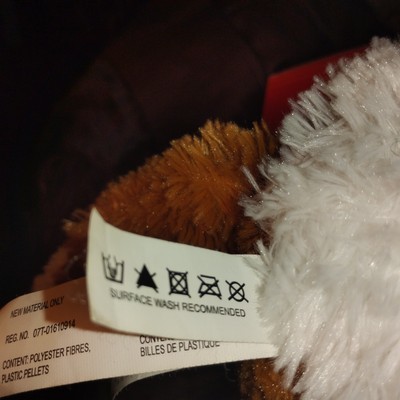 SURFACE WASH RECOMMENDED
NEW MATERIAL ONLY
REG. NO. 07T-01610914
CONTENT: POLYESTER FIBRES,
PLASTIC PELLETS
BILLES DE PLASTIQUE